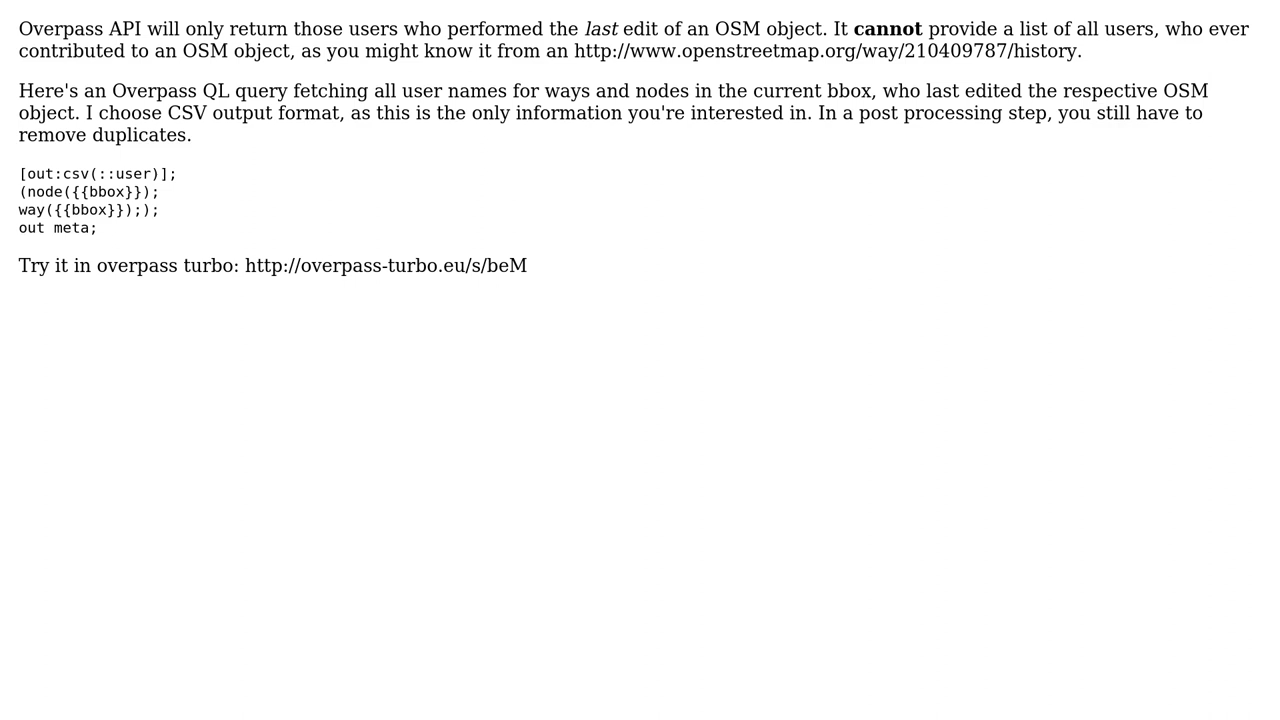 Overpass API will only return those users who performed the last edit of an OSM object. It cannot provide a list of all users, who ever
contributed to an OSM object, as you might know it from an http://www.openstreetmap.org/way/210409787/history.
Here's an Overpass QL query fetching all user names for ways and nodes in the current bbox, who last edited the respective OSM
object. I choose CSV output format, as this is the only information you're interested in. In a post processing step, you still have to
remove duplicates.
[out:csv(::user)];
(node({{bbox}});
way({{bbox}}););
out meta;
Try it in overpass turbo: http://overpass-turbo.eu/s/beM